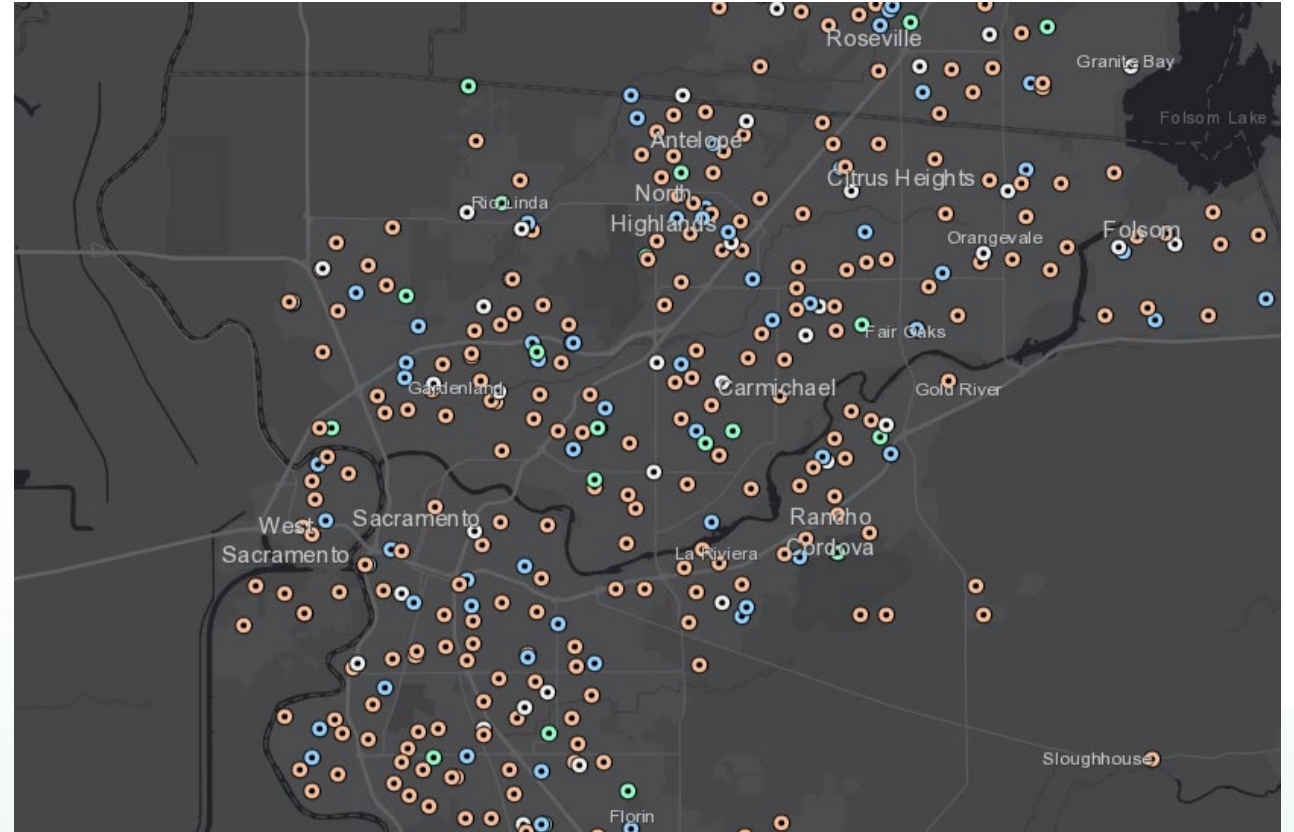 Roseville
Granite Bay
Folsom Lake
Antelope
Citrus Heights
North
Highlands
Rio Linda
Folsom
Orangevale
Fair Oaks
Gardenland
Carmichael
Gold River
West
Sacramento
Sacramento
Rancho
Cordova
La Riviera
Sloughhouse
Florin